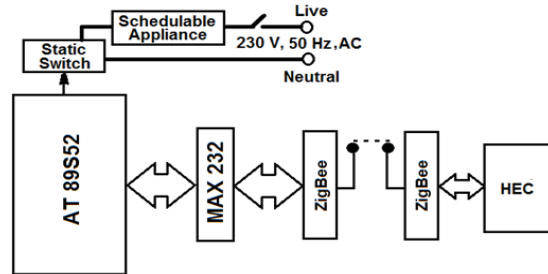 Schedulable
Appliance
Live
230 V, 50 Hz,AC
Neutral
Static
Switch
AT 89S52
MAX 232
ZigBee
ZigBee
HEC